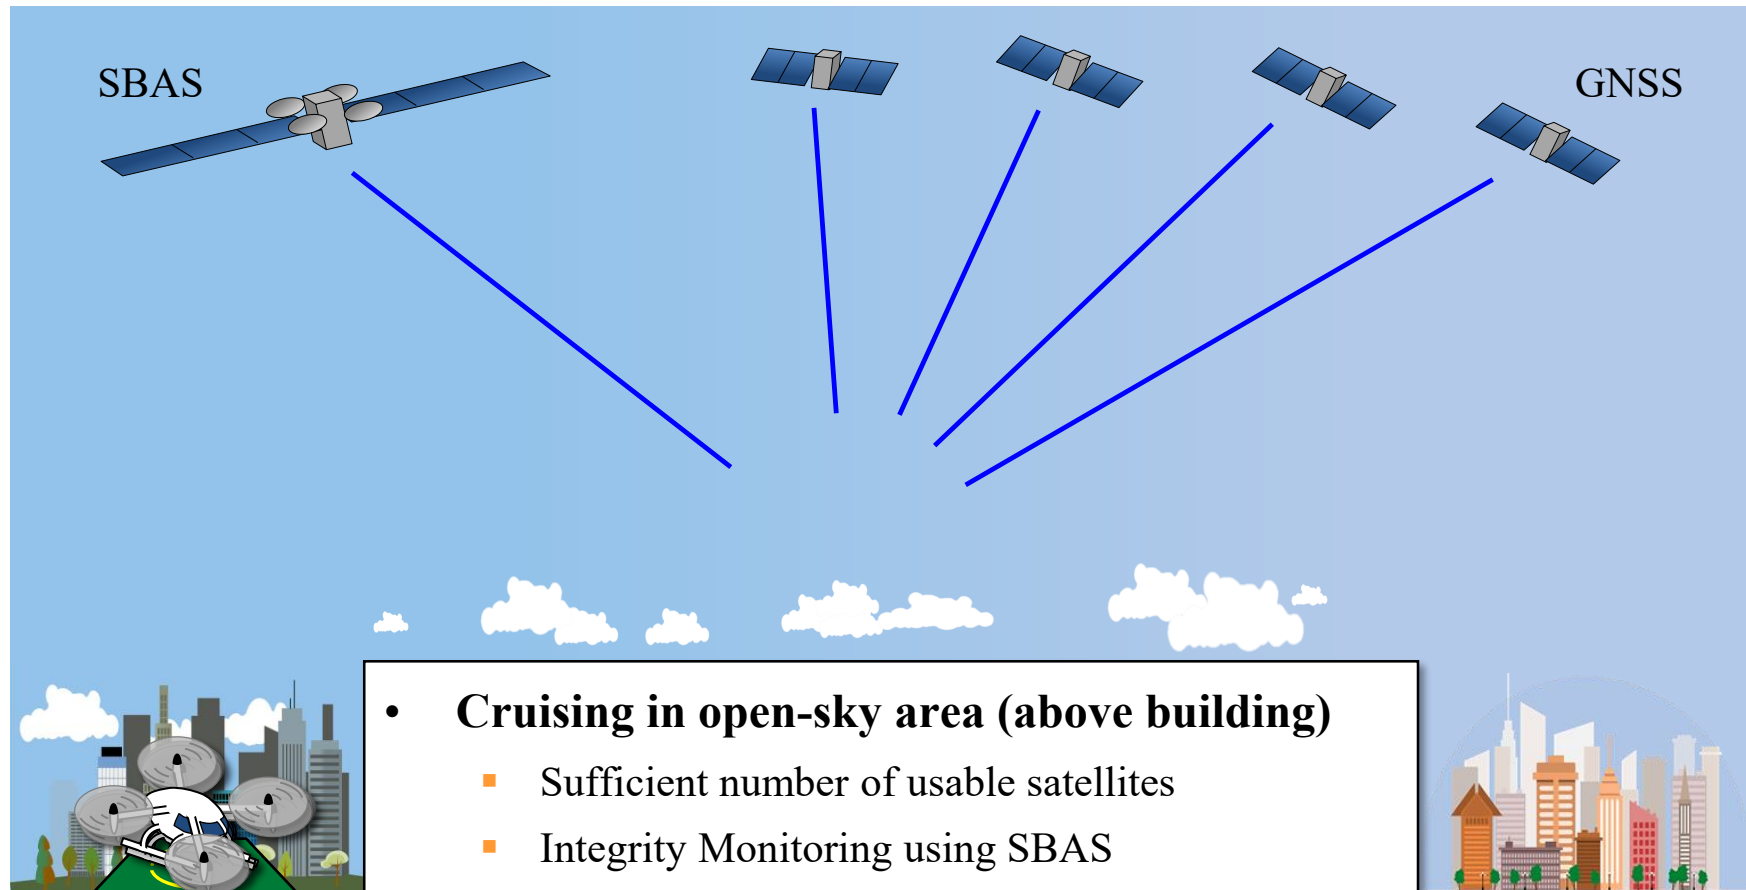 SBAS
GNSS
• Cruising in open-sky area (above building)
▪ Sufficient number of usable satellites
▪ Integrity Monitoring using SBAS